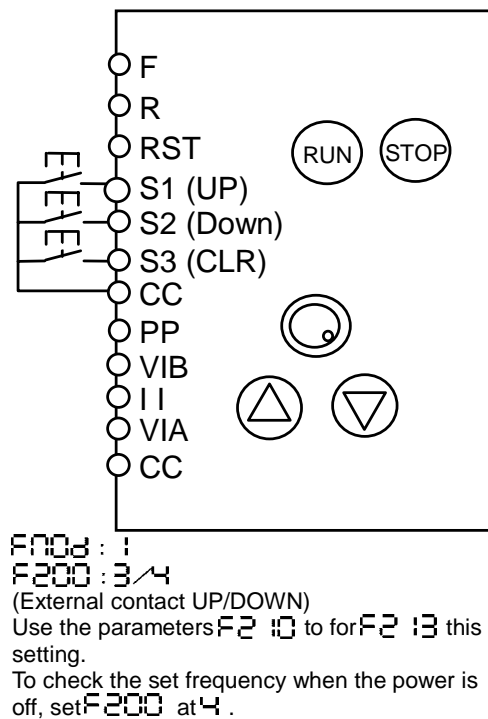 F
R
RST
RUN
STOP
S1 (UP)
S2 (Down)
S3 (CLR)
CC
PP
VIB
I I
VIA
CC
FMOd : 1
F200 : 3/4
(External contact UP/DOWN)
Use the parameters F210 to for F213 this
setting.
To check the set frequency when the power is
off, set F200 at 4 .